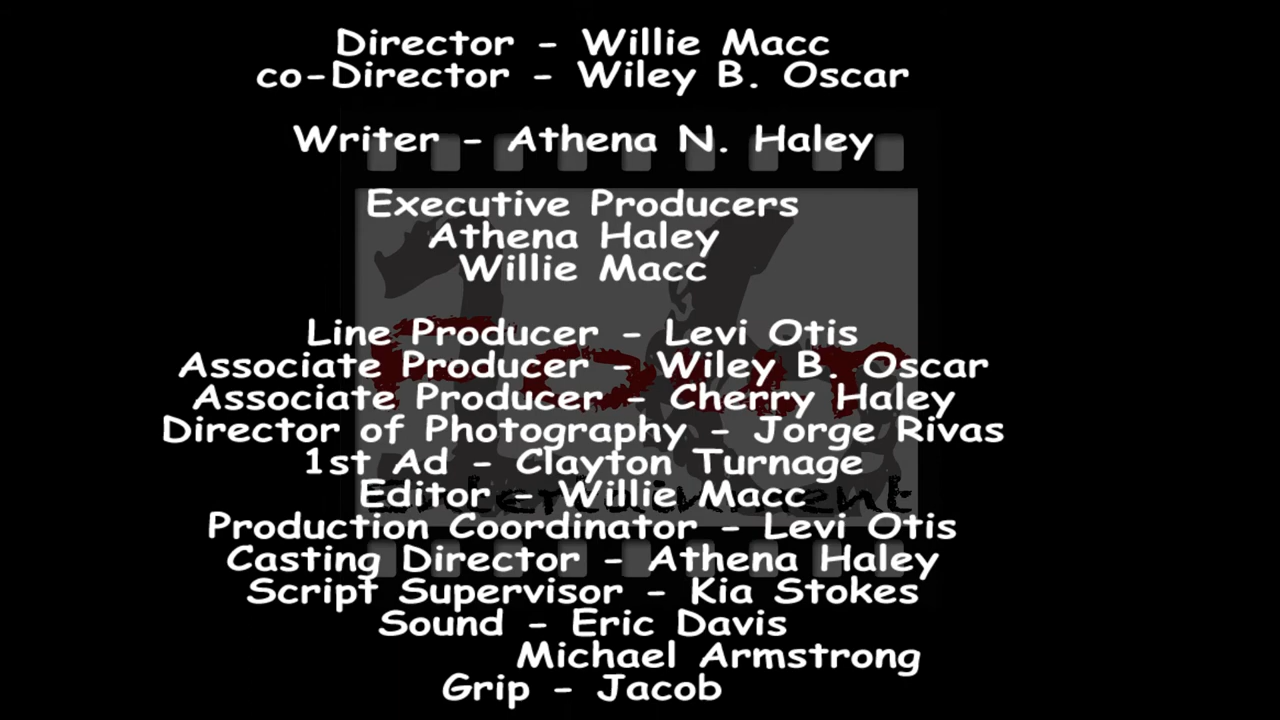 Director - Willie Macc
co-Director - Wiley B. Oscar
Writer - Athena N. Haley
Executive Producers
Athena Haley
Willie Macc
Line Producer - Levi Otis
Associate Producer - Wiley B. Oscar
Associate Producer - Cherry Haley
Director of Photography - Jorge Rivas
1st Ad - Clayton Turnage
Editor - Willie Macc
Production Coordinator - Levi Otis
Casting Director - Athena Haley
Script Supervisor - Kia Stokes
Sound - Eric Davis
Michael Armstrong
Grip - Jacob
Entertainment